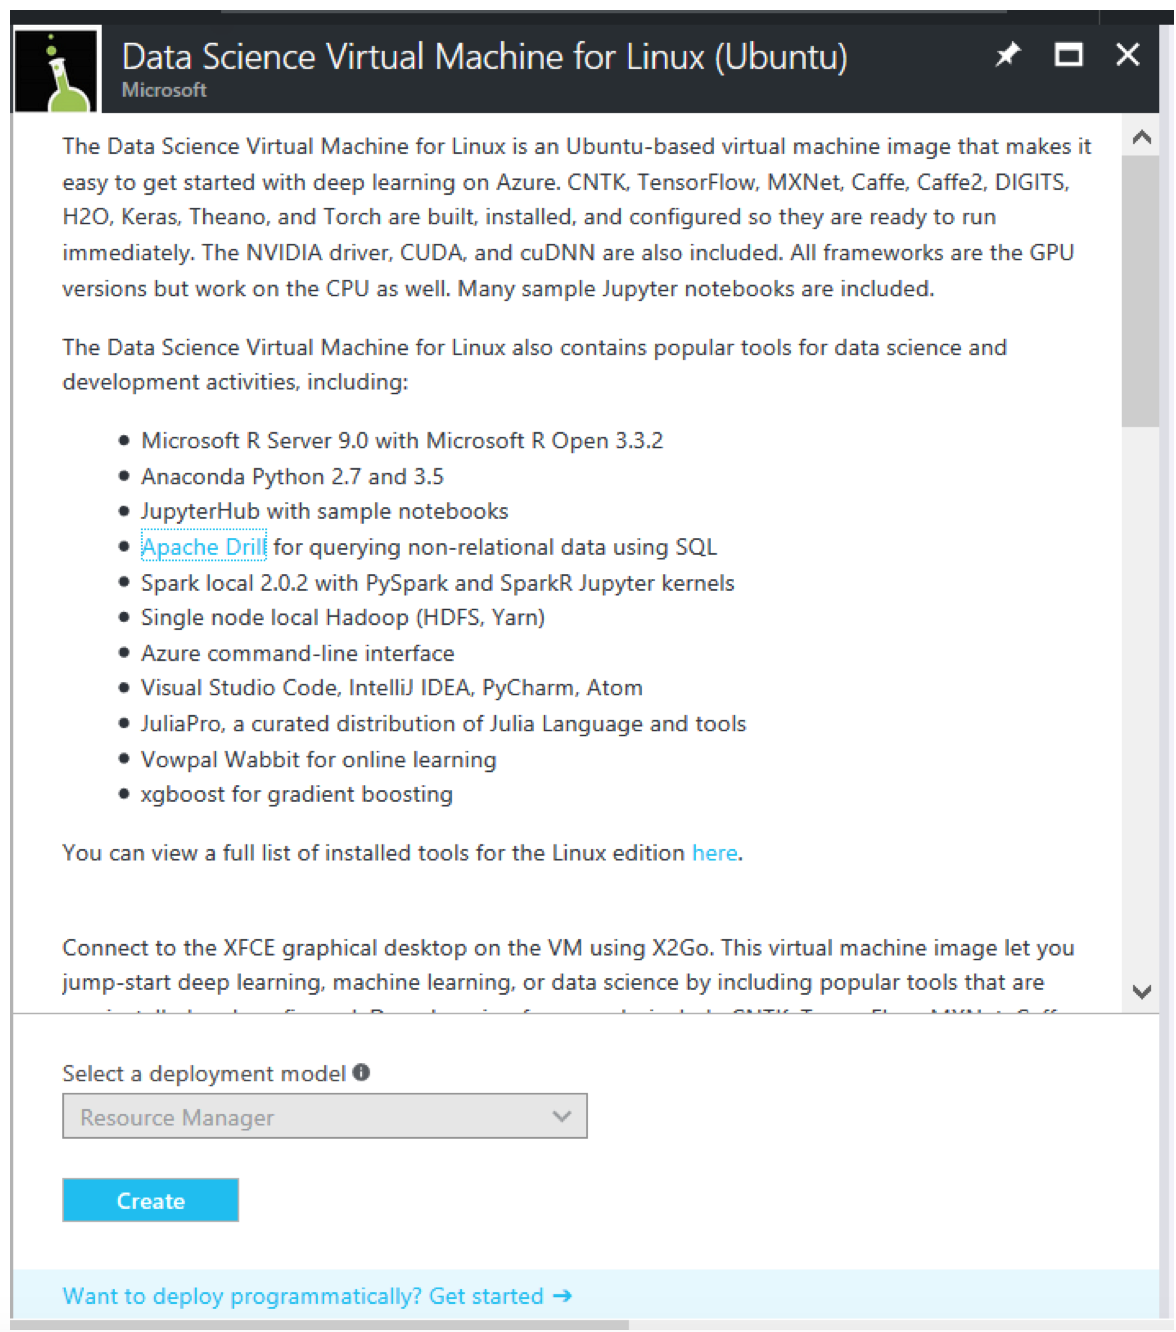 Data Science Virtual Machine for Linux (Ubuntu)
Microsoft
The Data Science Virtual Machine for Linux is an Ubuntu-based virtual machine image that makes it
easy to get started with deep learning on Azure. CNTK, TensorFlow, MXNet, Caffe, Caffe2, DIGITS,
H2O, Keras, Theano, and Torch are built, installed, and configured so they are ready to run
immediately. The NVIDIA driver, CUDA, and cuDNN are also included. All frameworks are the GPU
versions but work on the CPU as well. Many sample Jupyter notebooks are included.
The Data Science Virtual Machine for Linux also contains popular tools for data science and
development activities, including:
• Microsoft R Server 9.0 with Microsoft R Open 3.3.2
• Anaconda Python 2.7 and 3.5
• JupyterHub with sample notebooks
• Apache Drill for querying non-relational data using SQL
• Spark local 2.0.2 with PySpark and SparkR Jupyter kernels
• Single node local Hadoop (HDFS, Yarn)
• Azure command-line interface
• Visual Studio Code, IntelliJ IDEA, PyCharm, Atom
• JuliaPro, a curated distribution of Julia Language and tools
• Vowpal Wabbit for online learning
• xgboost for gradient boosting
You can view a full list of installed tools for the Linux edition here.
Connect to the XFCE graphical desktop on the VM using X2Go. This virtual machine image let you
jump-start deep learning, machine learning, or data science by including popular tools that are
Select a deployment model
Resource Manager
Create
Want to deploy programmatically? Get started →